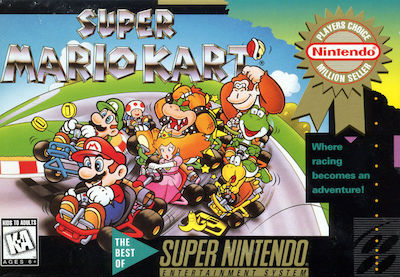 SUPER
MARIO KART
PLAYERS CHOICE
Nintendo
MILLION SELLER
Where
racing
becomes an
adventure!
KIDS TO ADULTS
K-A
AGES 6+
THE
BEST
OF
SUPER NINTENDO
ENTERTAINMENT SYSTEM